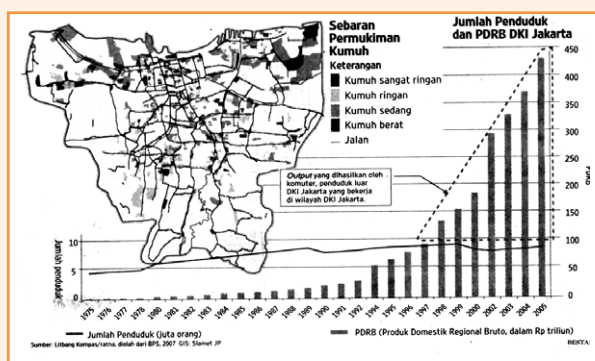 Sebaran
Permukiman
Kumuh
Keterangan
Kumuh sangat ringan
Kumuh ringan
Kumuh sedang
Kumuh berat
Jalan
Jumlah Penduduk
dan PDRB DKI Jakarta
Output yang dihasilkan oleh
komuter, penduduk luar
DKI Jakarta yang bekerja
di wilayah DKI Jakarta.
450
400
350
300
250
200
150
100
50
0
PDRB
Jumlah penduduk
10
5
0
1975 1976 1977 1978 1980 1981 1982 1983 1984 1985 1986 1987 1988 1989 1990 1991 1992 1994 1995 1996 1997 1998 1999 2000 2002 2003 2004 2005
Jumlah Penduduk (juta orang)
PDRB (Produk Domestik Regional Bruto, dalam Rp triliun)
Sumber: Litbang Kompas/ratna, diolah dari BPS, 2007 GIS: Slamet JP
BESTA